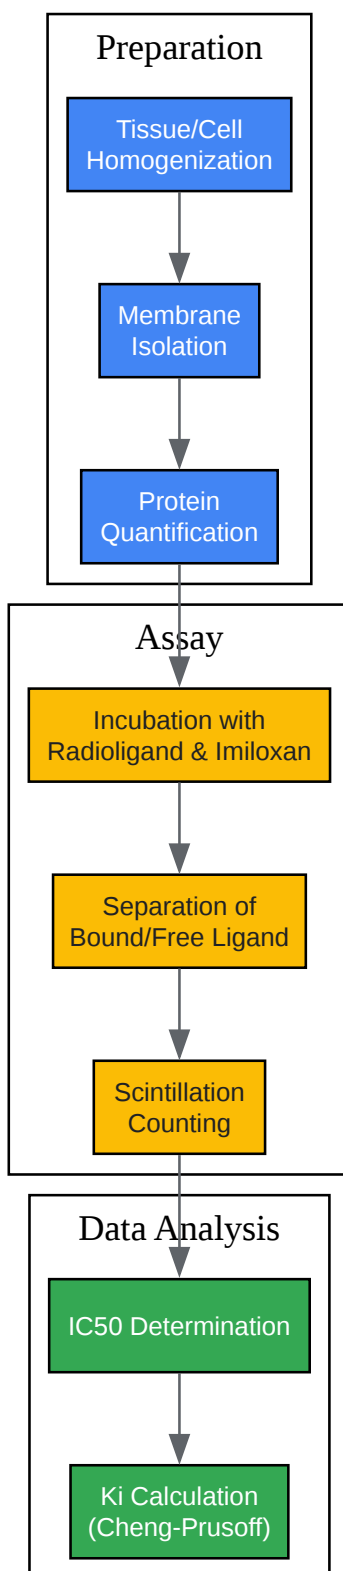 Preparation
Tissue/Cell
Homogenization
Membrane
Isolation
Protein
Quantification
Assay
Incubation with
Radioligand & Imiloxan
Separation of
Bound/Free Ligand
Scintillation
Counting
Data Analysis
IC50 Determination
Ki Calculation
(Cheng-Prusoff)